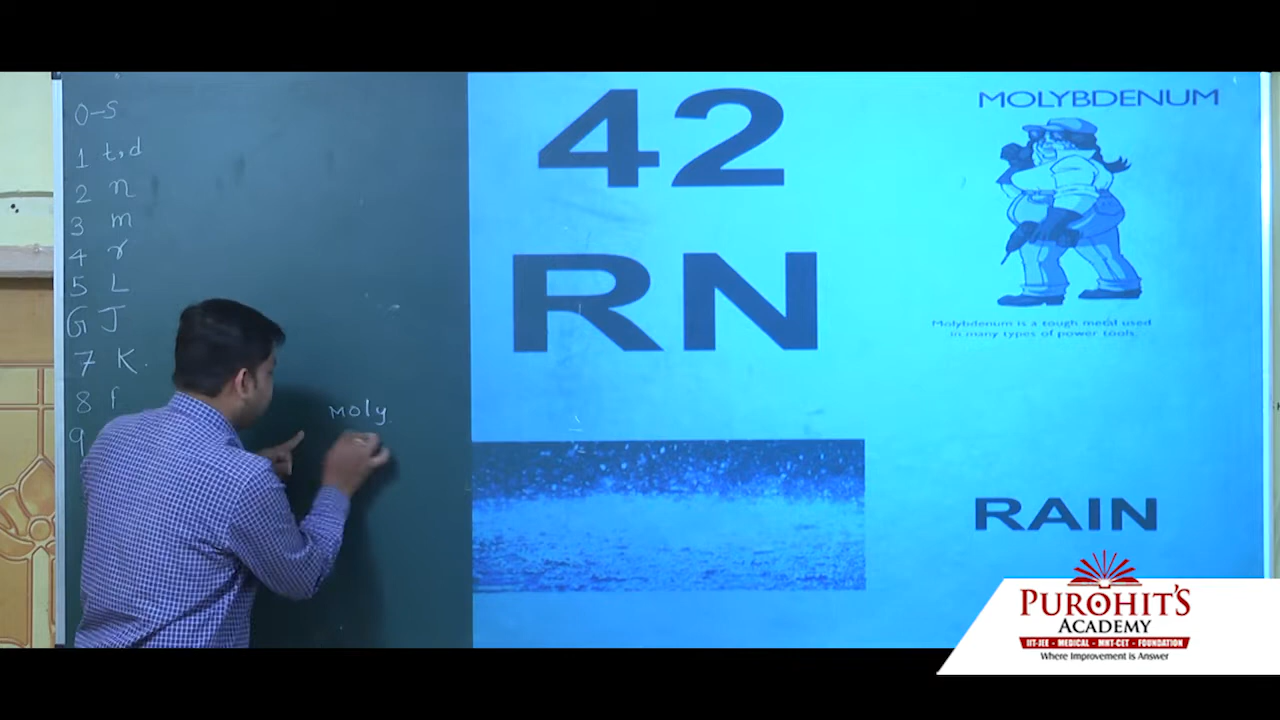 0-S
1 t,d
2 n
3 m
4 r
5 L
6 J
7 K.
8 f
9
Moly
42
RN
MOLYBDENUM
Molybdenum is a tough metal used
in many types of power tools.
RAIN
PUROHIT'S
ACADEMY
IIT-JEE - MEDICAL - MHT-CET - FOUNDATION
Where Improvement is Answer